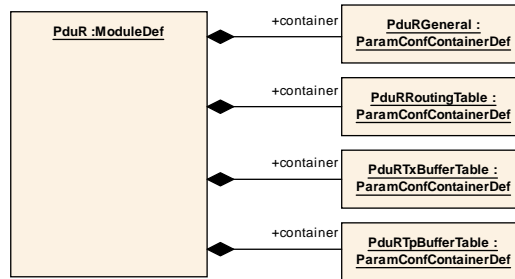 PduR :ModuleDef
+container
PduRGeneral :
ParamConfContainerDef
+container
PduRRoutingTable :
ParamConfContainerDef
+container
PduRTxBufferTable :
ParamConfContainerDef
+container
PduRTpBufferTable :
ParamConfContainerDef